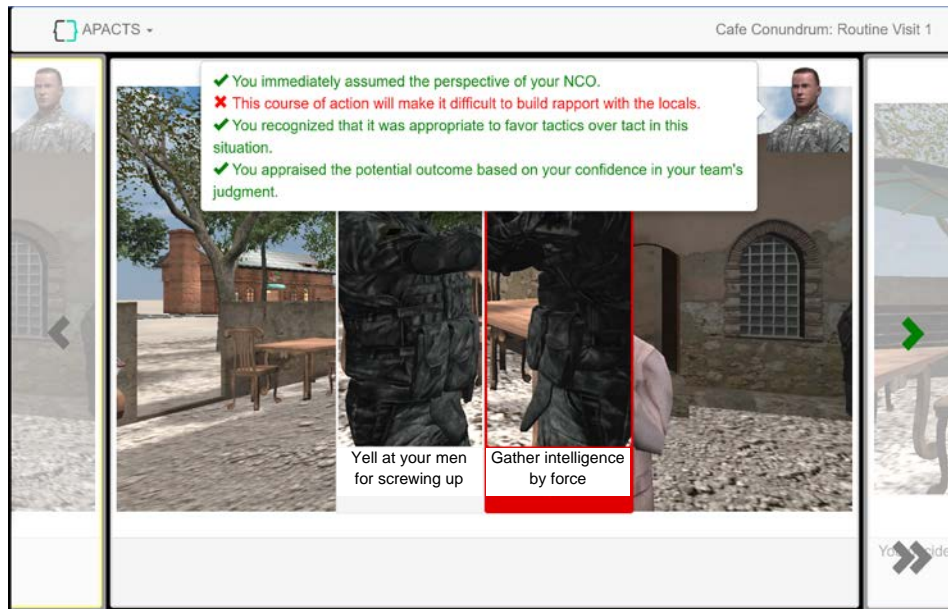 APACTS
Cafe Conundrum: Routine Visit 1
✔ You immediately assumed the perspective of your NCO.
✖ This course of action will make it difficult to build rapport with the locals.
✔ You recognized that it was appropriate to favor tactics over tact in this
situation.
✔ You appraised the potential outcome based on your confidence in your team's
judgment.
Yell at your men
for screwing up
Gather intelligence
by force